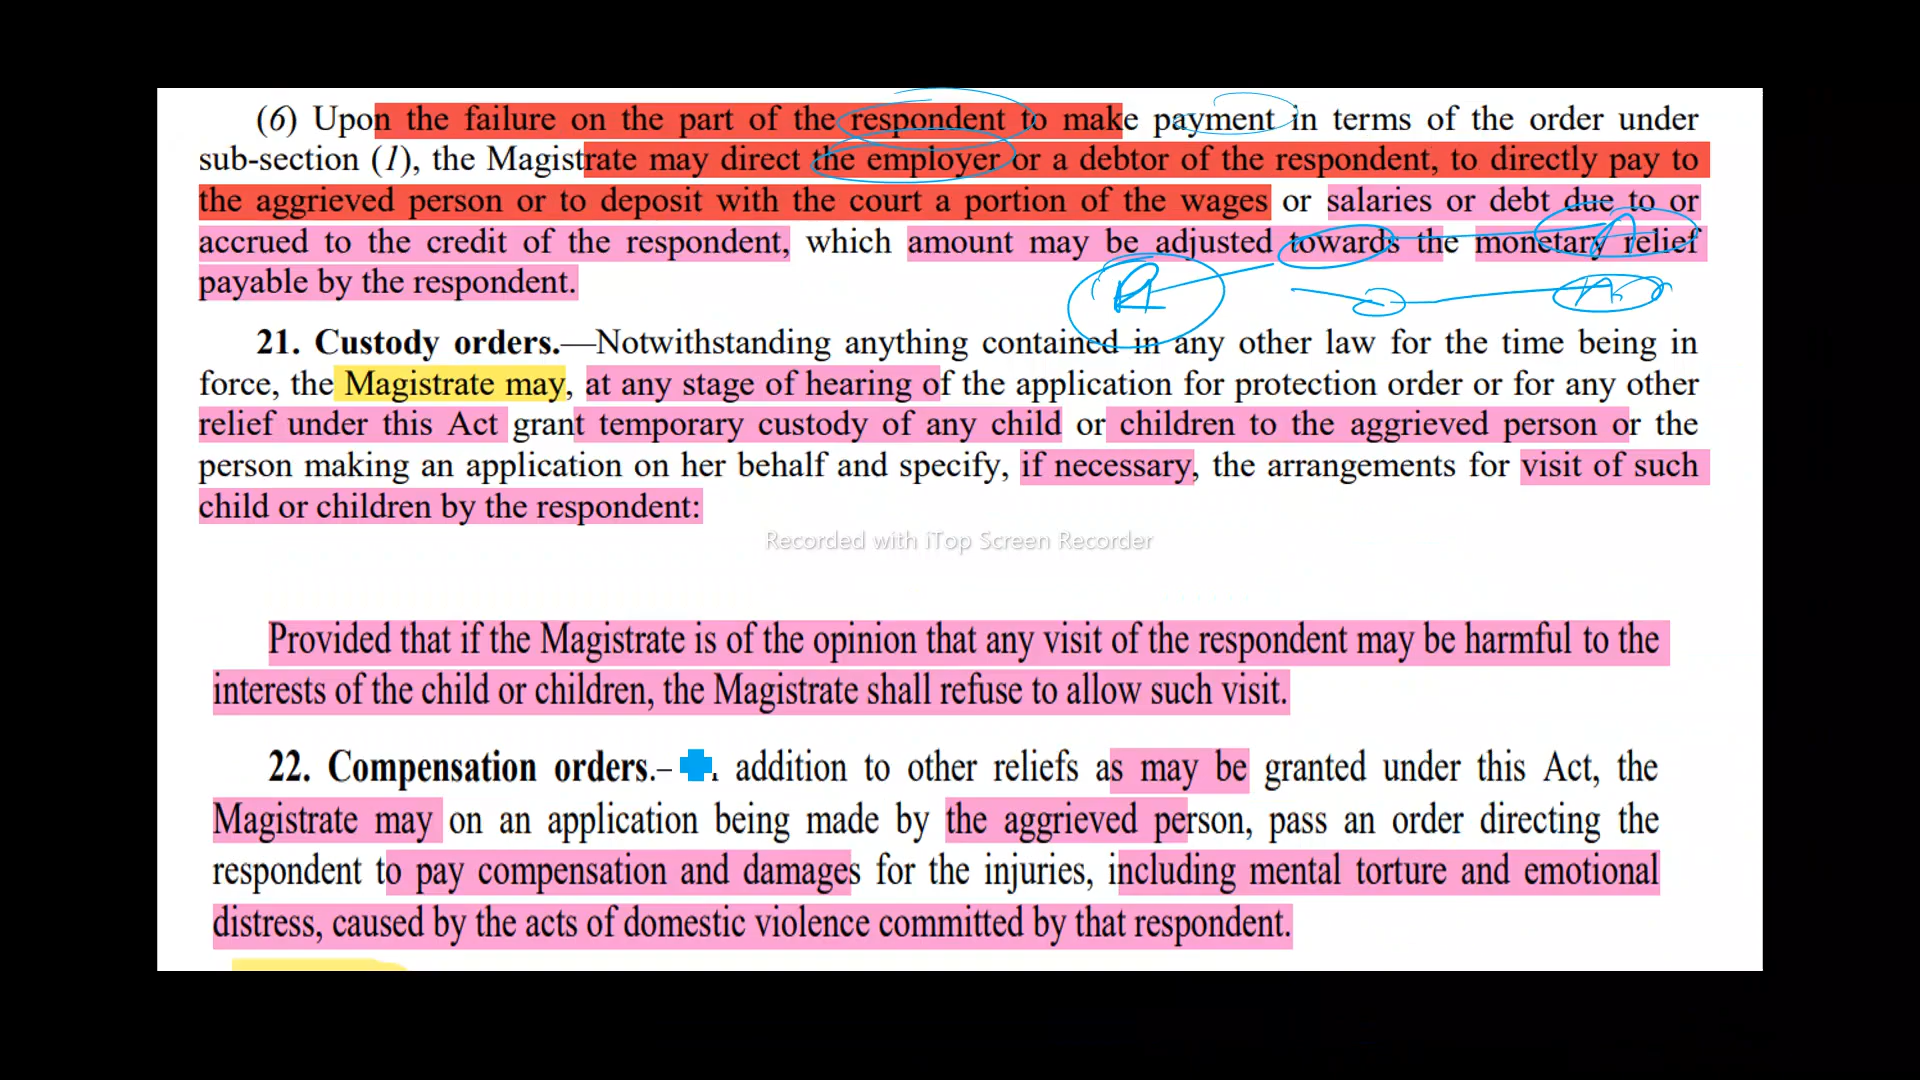 (6) Upon the failure on the part of the respondent to make payment in terms of the order under
sub-section (1), the Magistrate may direct the employer or a debtor of the respondent, to directly pay to
the aggrieved person or to deposit with the court a portion of the wages or salaries or debt due to or
accrued to the credit of the respondent, which amount may be adjusted towards the monetary relief
payable by the respondent.
21. Custody orders.—Notwithstanding anything contained in any other law for the time being in
force, the Magistrate may, at any stage of hearing of the application for protection order or for any other
relief under this Act grant temporary custody of any child or children to the aggrieved person or the
person making an application on her behalf and specify, if necessary, the arrangements for visit of such
child or children by the respondent:
Recorded with iTop Screen Recorder
Provided that if the Magistrate is of the opinion that any visit of the respondent may be harmful to the
interests of the child or children, the Magistrate shall refuse to allow such visit.
22. Compensation orders.– addition to other reliefs as may be granted under this Act, the
Magistrate may on an application being made by the aggrieved person, pass an order directing the
respondent to pay compensation and damages for the injuries, including mental torture and emotional
distress, caused by the acts of domestic violence committed by that respondent.